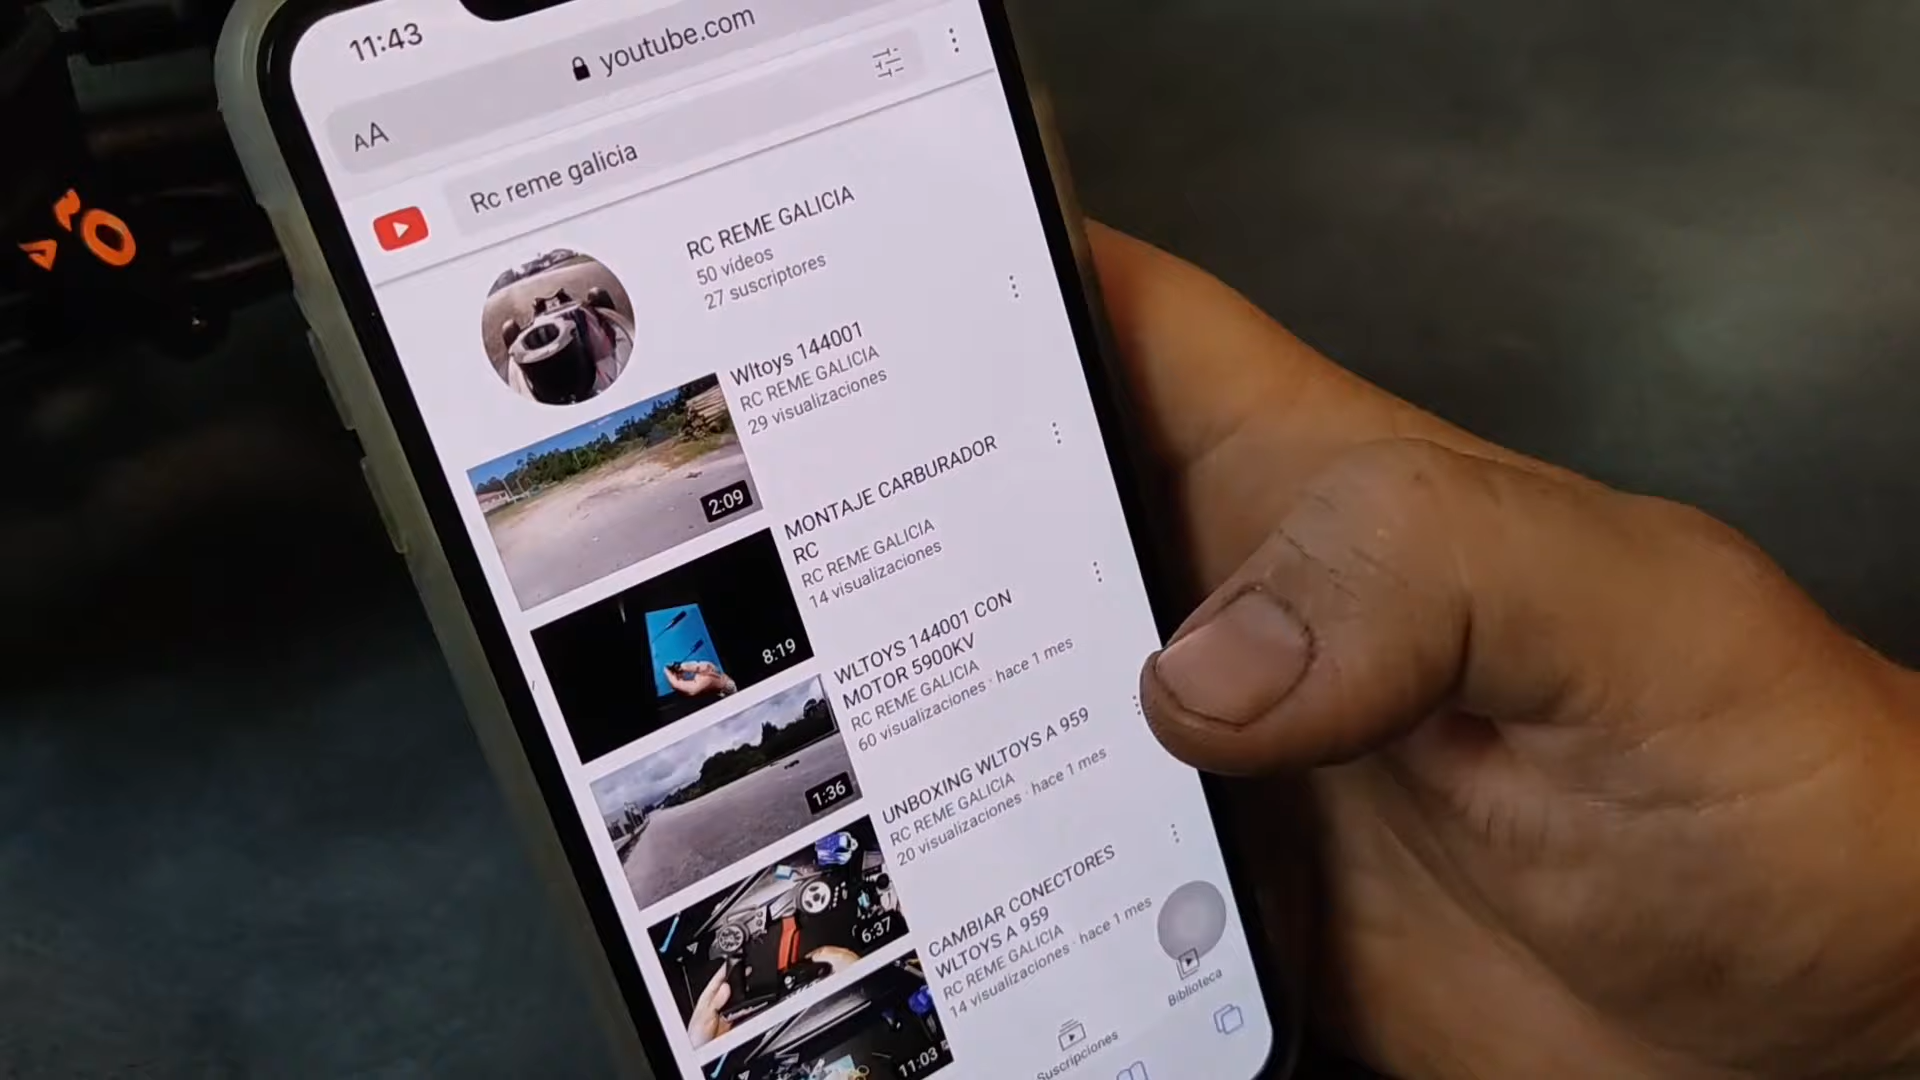 11:43
youtube.com
AA
Rc reme galicia
RC REME GALICIA
50 vídeos
27 suscriptores
Wltoys 144001
RC REME GALICIA
29 visualizaciones
2:09
MONTAJE CARBURADOR
RC
RC REME GALICIA
14 visualizaciones
8:19
WLTOYS 144001 CON
MOTOR 5900KV
RC REME GALICIA
60 visualizaciones · hace 1 mes
1:36
UNBOXING WLTOYS A 959
RC REME GALICIA
20 visualizaciones · hace 1 mes
6:37
CAMBIAR CONECTORES
WLTOYS A 959
RC REME GALICIA
14 visualizaciones · hace 1 mes
11:03
Suscripciones
Biblioteca